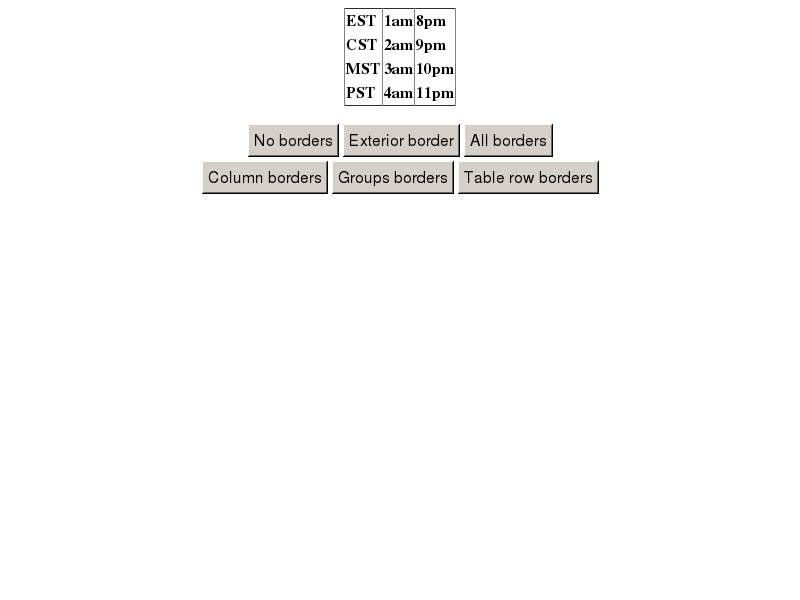 EST 1am 8pm
CST 2am 9pm
MST 3am 10pm
PST 4am 11pm
No borders Exterior border All borders
Column borders Groups borders Table row borders